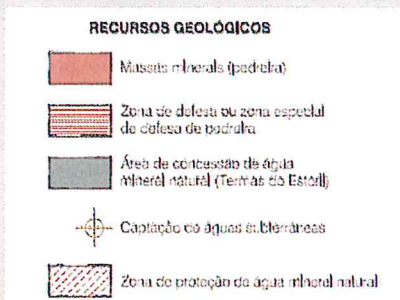 RECURSOS GEOLÓGICOS
Massas minerais (pedreira)
Zona de defesa ou zona especial
de defesa de pedreira
Área de concessão de água
mineral natural (Termas do Estoril)
Captação de águas subterrâneas
Zona de proteção de água mineral natural